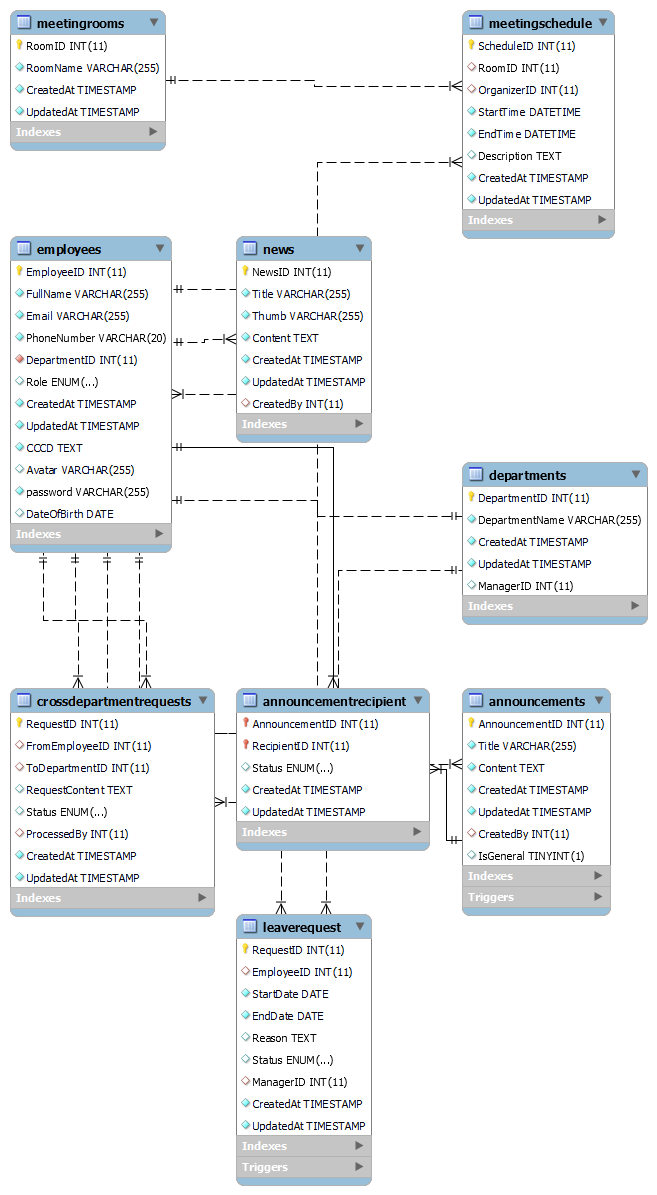 meetingrooms
RoomID INT(11)
RoomName VARCHAR(255)
CreatedAt TIMESTAMP
UpdatedAt TIMESTAMP
Indexes
meetingschedule
ScheduleID INT(11)
RoomID INT(11)
OrganizerID INT(11)
StartTime DATETIME
EndTime DATETIME
Description TEXT
CreatedAt TIMESTAMP
UpdatedAt TIMESTAMP
Indexes
employees
EmployeeID INT(11)
FullName VARCHAR(255)
Email VARCHAR(255)
PhoneNumber VARCHAR(20)
DepartmentID INT(11)
Role ENUM(...)
CreatedAt TIMESTAMP
UpdatedAt TIMESTAMP
CCCD TEXT
Avatar VARCHAR(255)
password VARCHAR(255)
DateOfBirth DATE
Indexes
news
NewsID INT(11)
Title VARCHAR(255)
Thumb VARCHAR(255)
Content TEXT
CreatedAt TIMESTAMP
UpdatedAt TIMESTAMP
CreatedBy INT(11)
Indexes
departments
DepartmentID INT(11)
DepartmentName VARCHAR(255)
CreatedAt TIMESTAMP
UpdatedAt TIMESTAMP
ManagerID INT(11)
Indexes
crossdepartmentrequests
RequestID INT(11)
FromEmployeeID INT(11)
ToDepartmentID INT(11)
RequestContent TEXT
Status ENUM(...)
ProcessedBy INT(11)
CreatedAt TIMESTAMP
UpdatedAt TIMESTAMP
Indexes
announcementrecipient
AnnouncementID INT(11)
RecipientID INT(11)
Status ENUM(...)
CreatedAt TIMESTAMP
UpdatedAt TIMESTAMP
Indexes
announcements
AnnouncementID INT(11)
Title VARCHAR(255)
Content TEXT
CreatedAt TIMESTAMP
UpdatedAt TIMESTAMP
CreatedBy INT(11)
IsGeneral TINYINT(1)
Indexes
Triggers
leaverequest
RequestID INT(11)
EmployeeID INT(11)
StartDate DATE
EndDate DATE
Reason TEXT
Status ENUM(...)
ManagerID INT(11)
CreatedAt TIMESTAMP
UpdatedAt TIMESTAMP
Indexes
Triggers